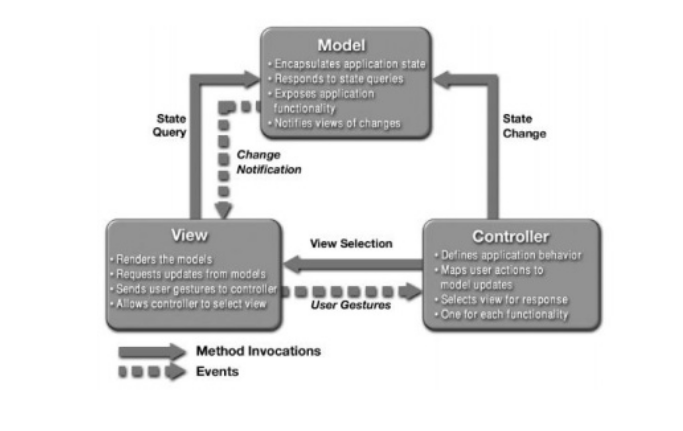 Model
• Encapsulates application state
• Responds to state queries
• Exposes application
functionality
• Notifies views of changes
State
Query
State
Change
Change
Notification
View
• Renders the models
• Requests updates from models
• Sends user gestures to controller
• Allows controller to select view
View Selection
User Gestures
Controller
• Defines application behavior
• Maps user actions to
model updates
• Selects view for response
• One for each functionality
Method Invocations
Events